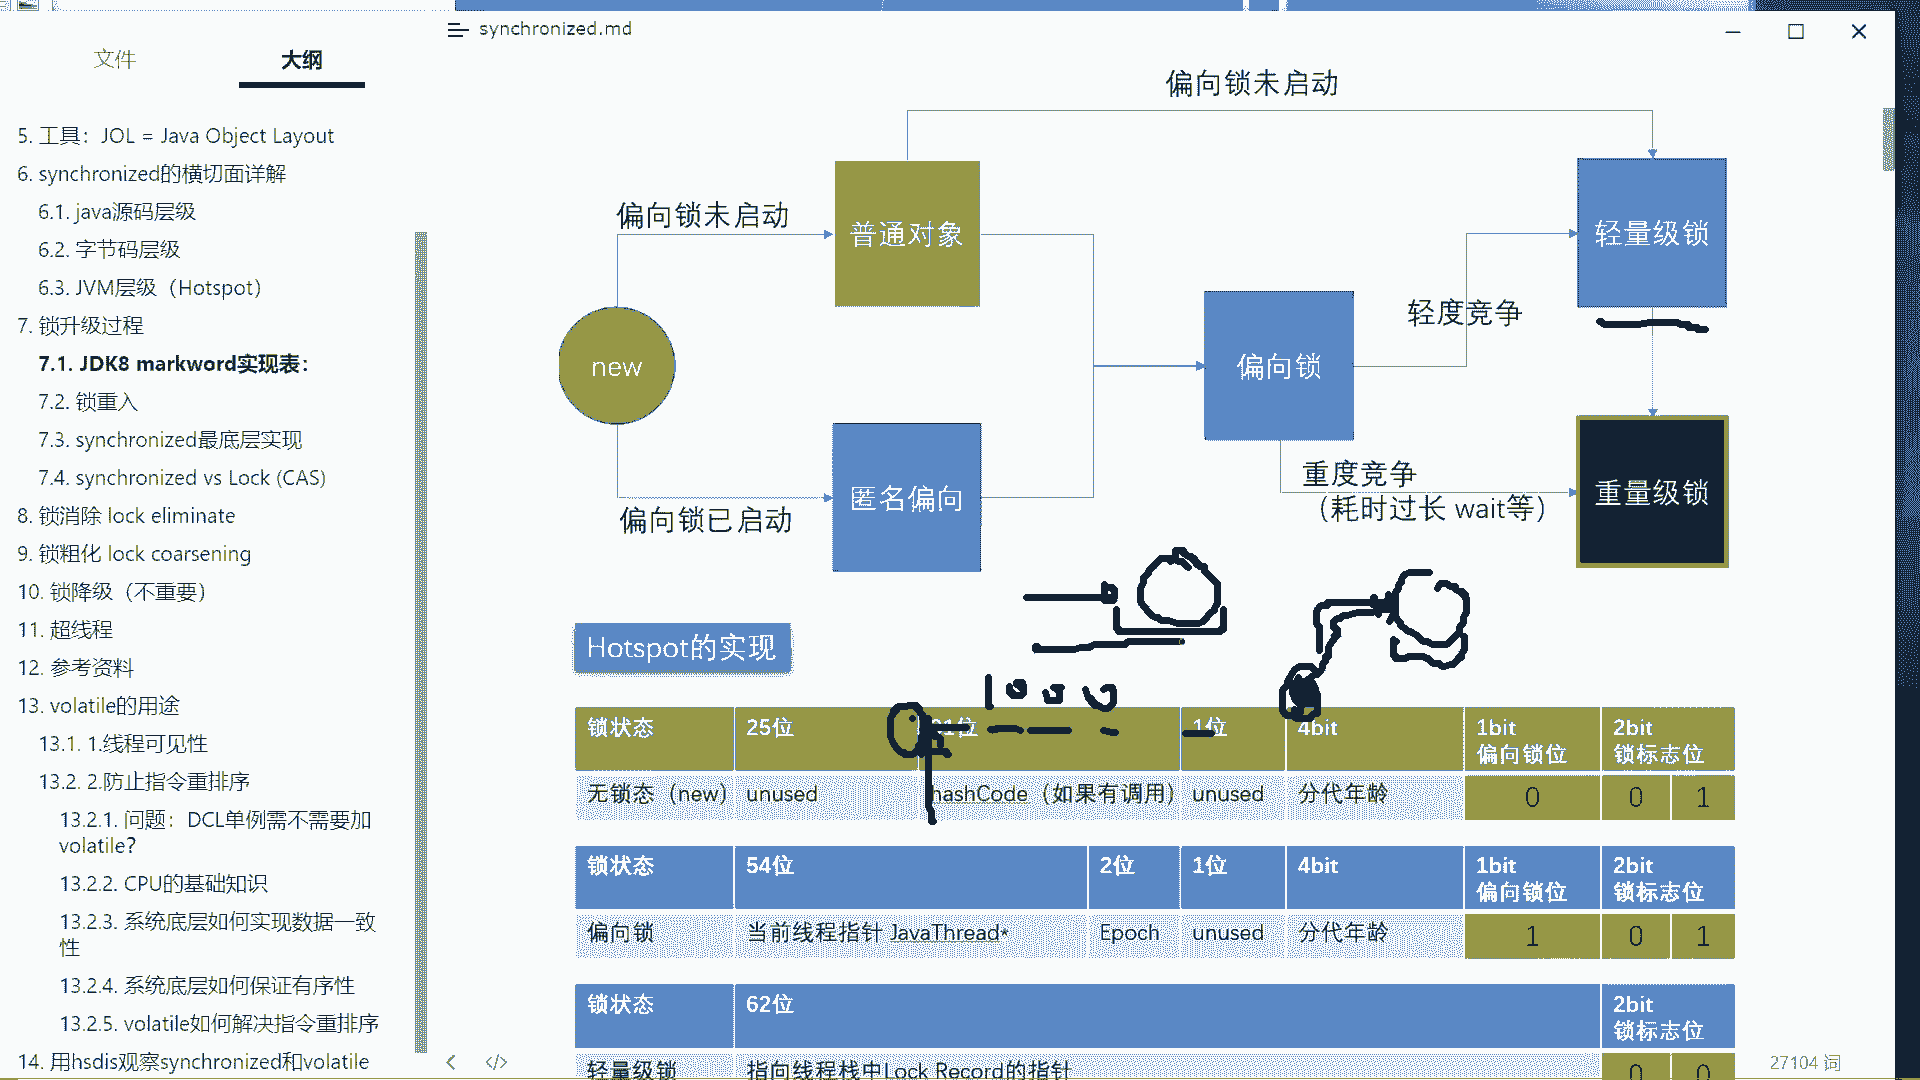 synchronized.md
文件
大纲
5. 工具：JOL = Java Object Layout
6. synchronized的横切面详解
6.1. java源码层级
6.2. 字节码层级
6.3. JVM层级（Hotspot）
7. 锁升级过程
7.1. JDK8 markword实现表：
7.2. 锁重入
7.3. synchronized最底层实现
7.4. synchronized vs Lock (CAS)
8. 锁消除 lock eliminate
9. 锁粗化 lock coarsening
10. 锁降级（不重要）
11. 超线程
12. 参考资料
13. volatile的用途
13.1. 1.线程可见性
13.2. 2.防止指令重排序
13.2.1. 问题：DCL单例需不需要加
volatile？
13.2.2. CPU的基础知识
13.2.3. 系统底层如何实现数据一致
性
13.2.4. 系统底层如何保证有序性
13.2.5. volatile如何解决指令重排序
14. 用hsdis观察synchronized和volatile
偏向锁未启动
偏向锁未启动
普通对象
轻量级锁
轻度竞争
new
偏向锁
重度竞争
（耗时过长 wait等）
重量级锁
匿名偏向
偏向锁已启动
Hotspot的实现
锁状态 25位 1位 4bit 1bit 2bit
偏向锁位 锁标志位
无锁态（new） unused hashCode（如果有调用） unused 分代年龄 0 0 1
锁状态 54位 2位 1位 4bit 1bit 2bit
偏向锁位 锁标志位
偏向锁 当前线程指针 JavaThread* Epoch unused 分代年龄 1 0 1
锁状态 62位 2bit
锁标志位
轻量级锁 指向线程栈中Lock Record的指针 0 0
</>
27104 词